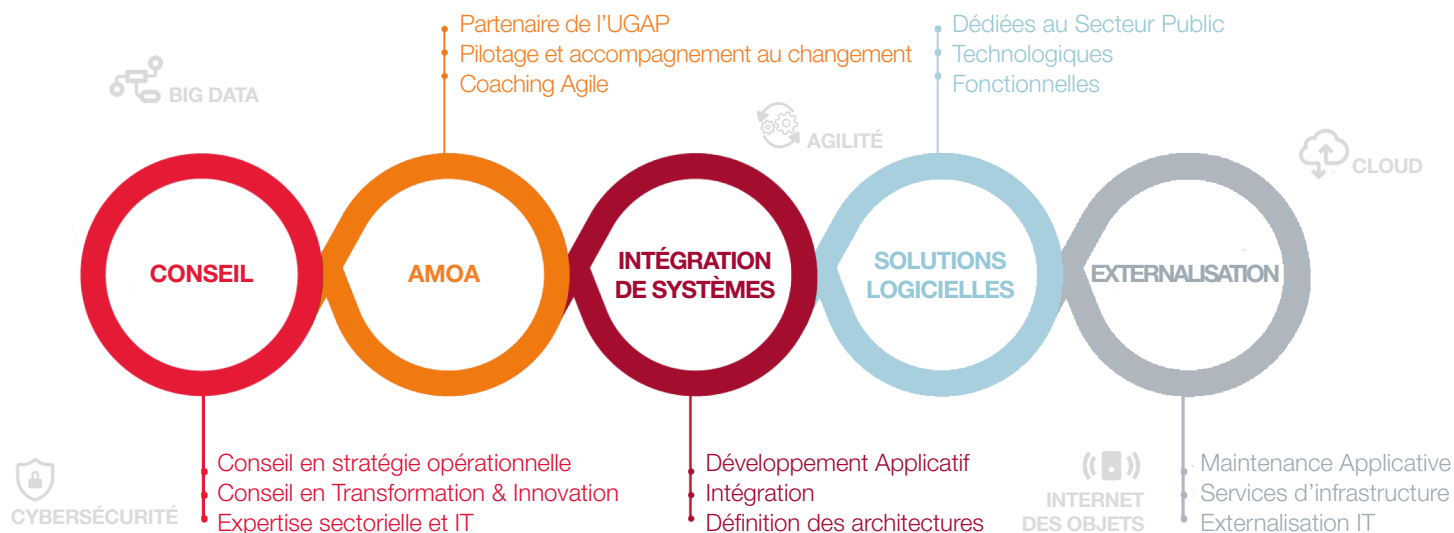 Partenaire de l’UGAP
Pilotage et accompagnement au changement
Coaching Agile
Dédiées au Secteur Public
Technologiques
Fonctionnelles
BIG DATA
AGILITÉ
CLOUD
CONSEIL
AMOA
INTÉGRATION
DE SYSTÈMES
SOLUTIONS
LOGICIELLES
EXTERNALISATION
CYBERSÉCURITÉ
Conseil en stratégie opérationnelle
Conseil en Transformation & Innovation
Expertise sectorielle et IT
Développement Applicatif
Intégration
Définition des architectures
INTERNET
DES OBJETS
Maintenance Applicative
Services d’infrastructure
Externalisation IT